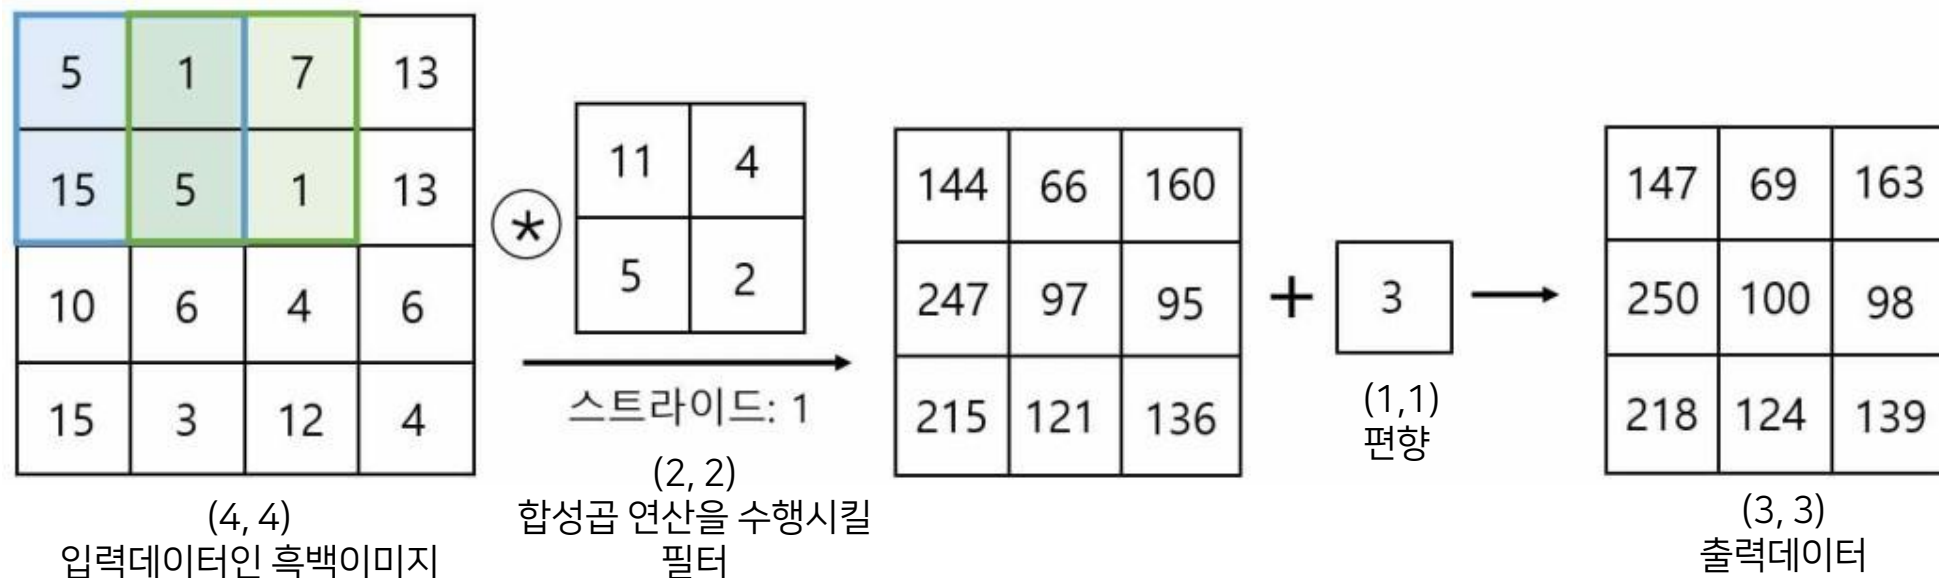 5 1 7 13
15 5 1 13
10 6 4 6
15 3 12 4
(4, 4)
입력데이터인 흑백이미지
*
11 4
5 2
스트라이드: 1
(2, 2)
합성곱 연산을 수행시킬
필터
144 66 160
247 97 95
215 121 136
+
3
(1,1)
편향
147 69 163
250 100 98
218 124 139
(3, 3)
출력데이터